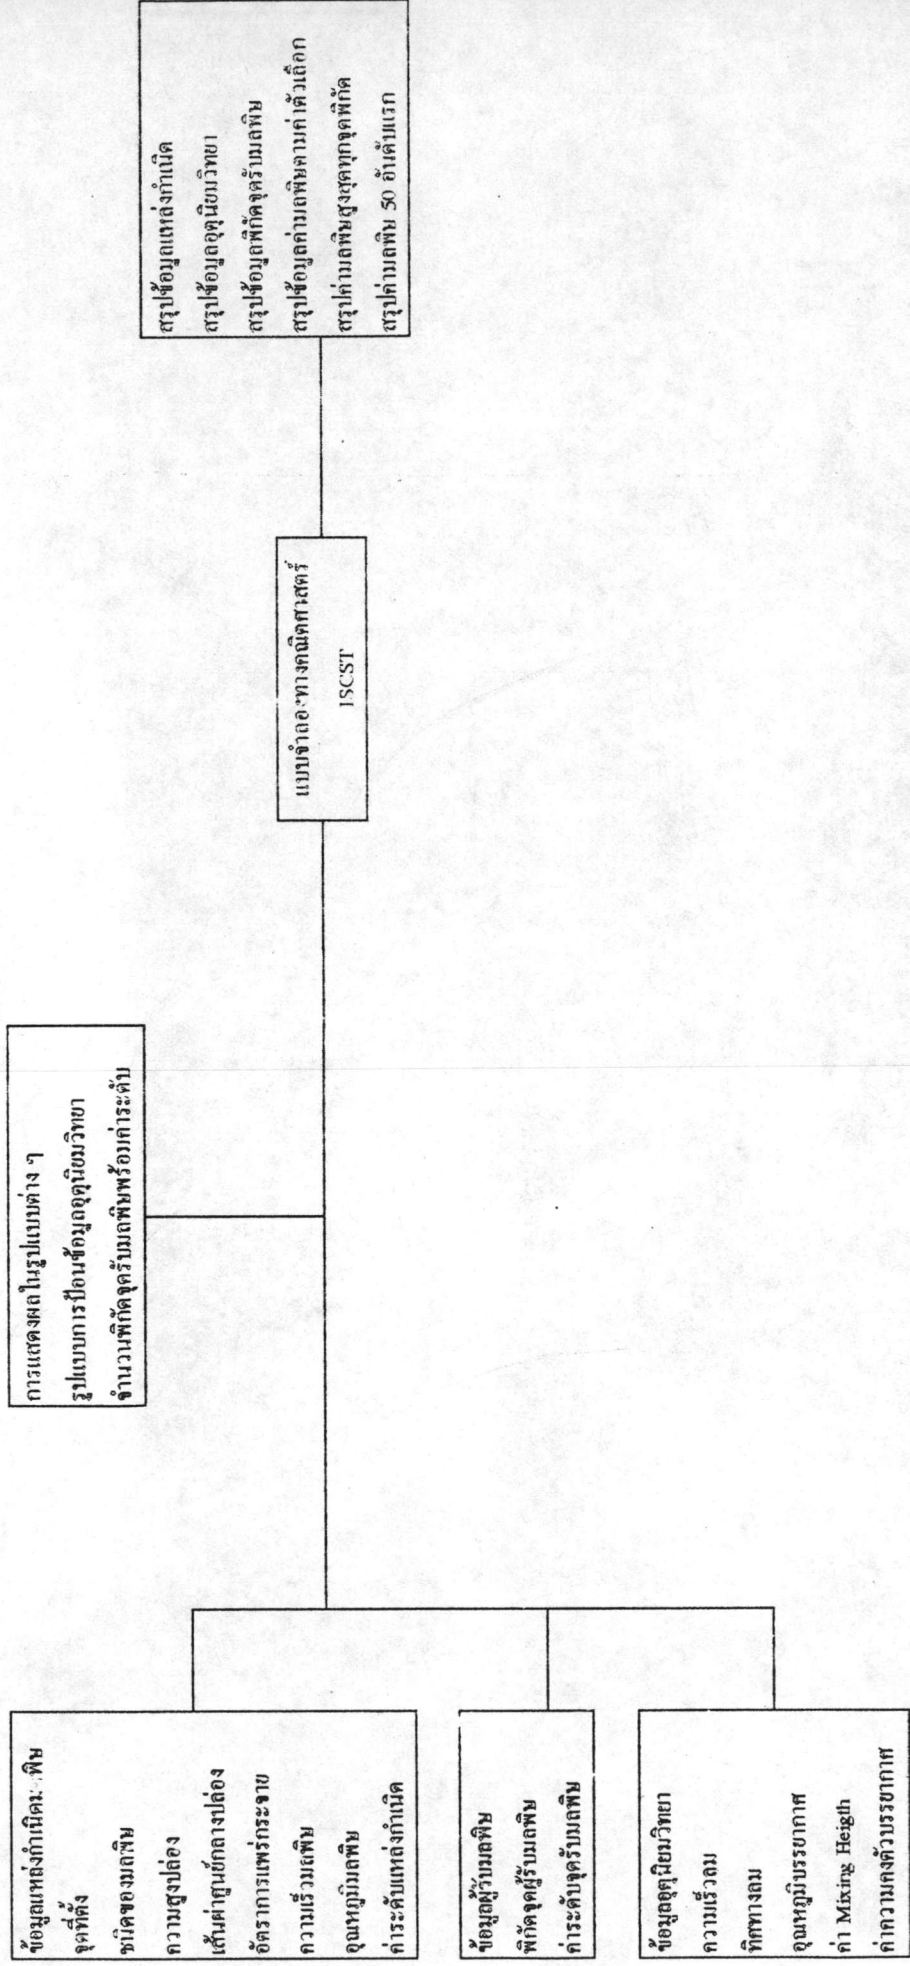 ข้อมูลแหล่งกำเนิดมลพิษ
จุดที่ตั้ง
ชนิดของมลพิษ
ความสูงปล่อง
เส้นผ่าศูนย์กลางปล่อง
อัตราการแพร่กระจาย
ความเร็วมลพิษ
อุณหภูมิมลพิษ
ค่าระดับแหล่งกำเนิด
ข้อมูลผู้รับมลพิษ
พิกัดจุดผู้รับมลพิษ
ค่าระดับจุดรับมลพิษ
ข้อมูลอุตุนิยมวิทยา
ความเร็วลม
ทิศทางลม
อุณหภูมิบรรยากาศ
ค่า Mixing Heigth
ค่าความคงตัวบรรยากาศ
การแสดงผลในรูปแบบต่าง ๆ
รูปแบบการป้อนข้อมูลอุตุนิยมวิทยา
จำนวนพิกัดจุดรับมลพิษพร้อมค่าระดับ
แบบจำลองทางคณิตศาสตร์
ISCST
สรุปข้อมูลแหล่งกำเนิด
สรุปข้อมูลอุตุนิยมวิทยา
สรุปข้อมูลพิกัดจุดรับมลพิษ
สรุปข้อมูลค่ามลพิษตามค่าตัวเลือก
สรุปค่ามลพิษสูงสุดทุกจุดพิกัด
สรุปค่ามลพิษ 50 อันดับแรก